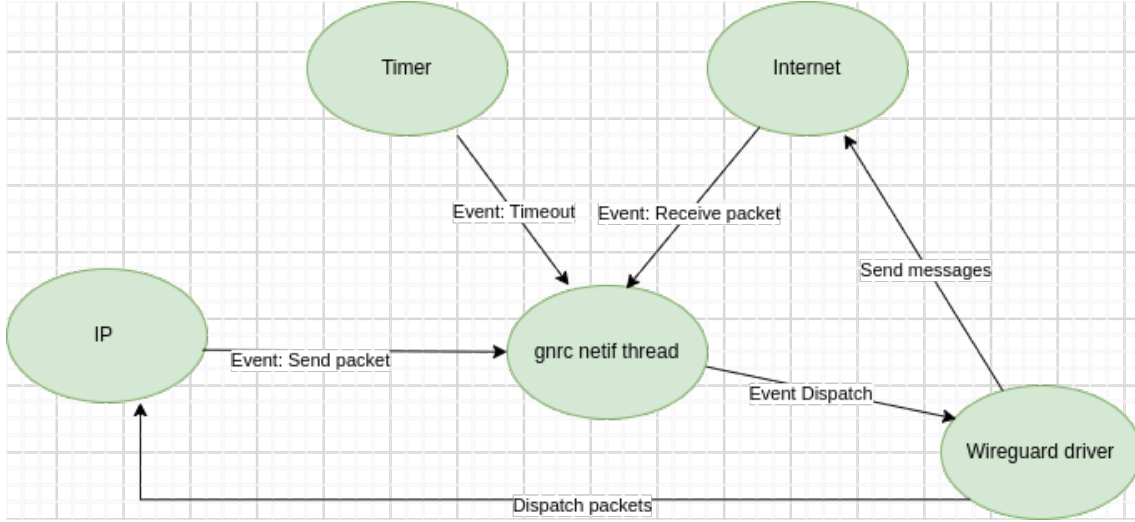 Timer
Internet
Event: Timeout
Event: Receive packet
Send messages
IP
Event: Send packet
gnrc netif thread
Event Dispatch
Wireguard driver
Dispatch packets